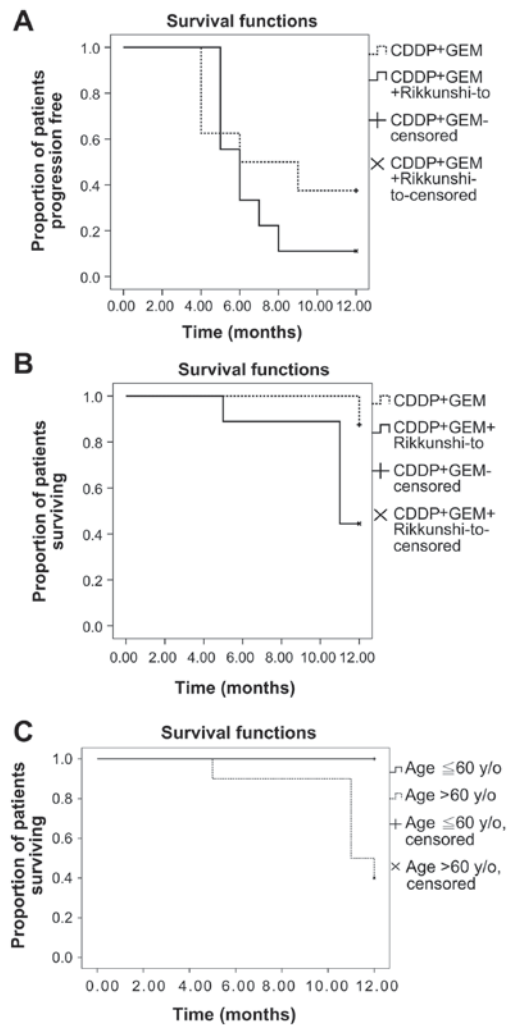 A
Survival functions
Proportion of patients
progression free
1.0
0.8
0.6
0.4
0.2
0.0
0.00 2.00 4.00 6.00 8.00 10.00 12.00
Time (months)
CDDP+GEM
CDDP+GEM
+Rikkunshi-to
CDDP+GEM-
censored
CDDP+GEM
+Rikkunshi-
to-censored
B
Survival functions
Proportion of patients
surviving
1.0
0.8
0.6
0.4
0.2
0.0
0.00 2.00 4.00 6.00 8.00 10.00 12.00
Time (months)
CDDP+GEM
CDDP+GEM+
Rikkunshi-to
CDDP+GEM-
censored
CDDP+GEM+
Rikkunshi-to-
censored
C
Survival functions
Proportion of patients
surviving
1.0
0.8
0.6
0.4
0.2
0.0
0.00 2.00 4.00 6.00 8.00 10.00 12.00
Time (months)
Age ≦60 y/o
Age >60 y/o
Age ≦60 y/o,
censored
Age >60 y/o,
censored